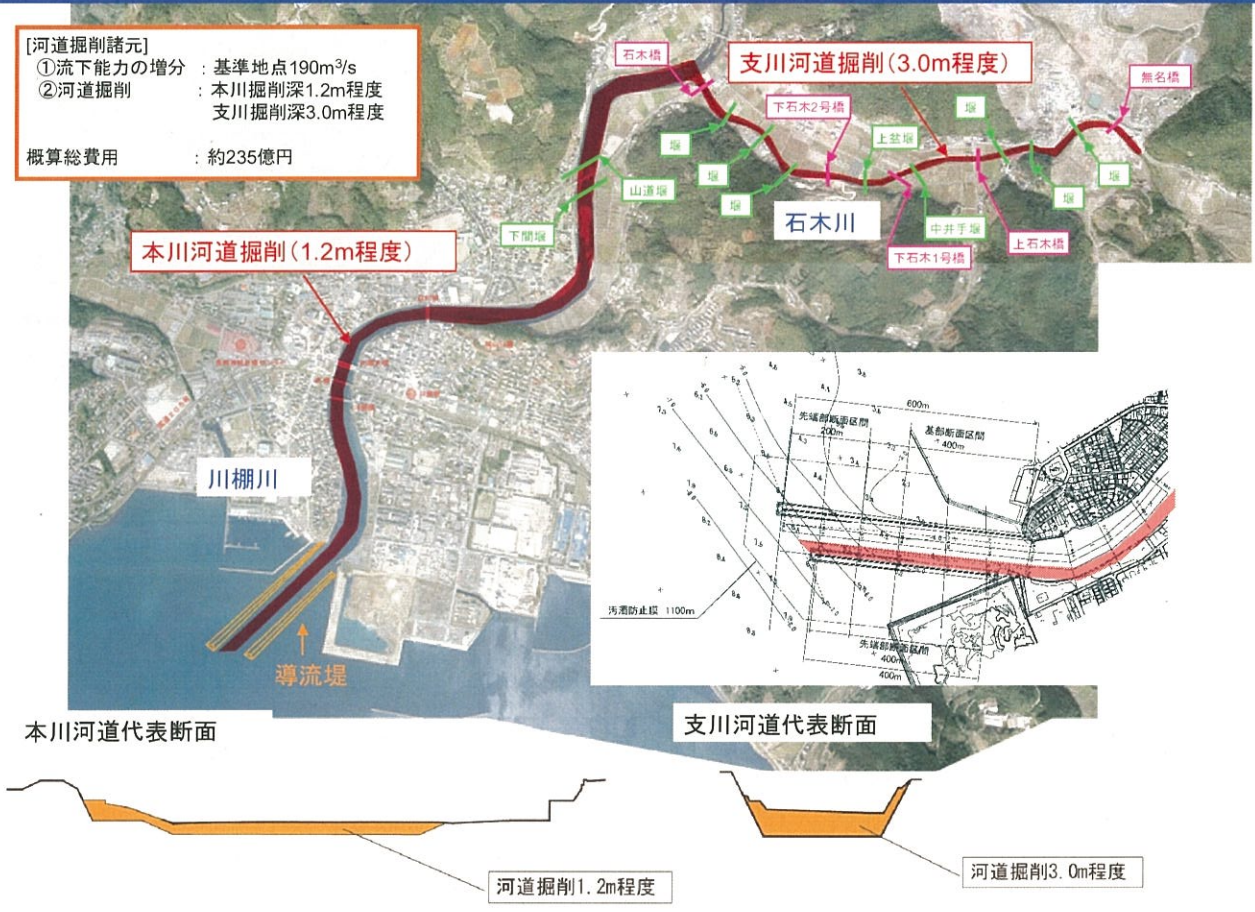 [河道掘削諸元]
①流下能力の増分 : 基準地点190m³/s
②河道掘削 : 本川掘削深1.2m程度
支川掘削深3.0m程度
概算総費用 : 約235億円
石木橋
支川河道掘削(3.0m程度)
無名橋
下石木2号橋
堰
上盆堰
堰
堰
山道堰
堰
堰
堰
堰
石木川
中井手堰
上石木橋
下石木1号橋
下間堰
本川河道掘削(1.2m程度)
川棚川
導流堤
600m
先端部断面区間
200m
基部断面区間
400m
汚濁防止膜 1100m
先端部断面区間
400m
400m
本川河道代表断面
支川河道代表断面
河道掘削1.2m程度
河道掘削3.0m程度